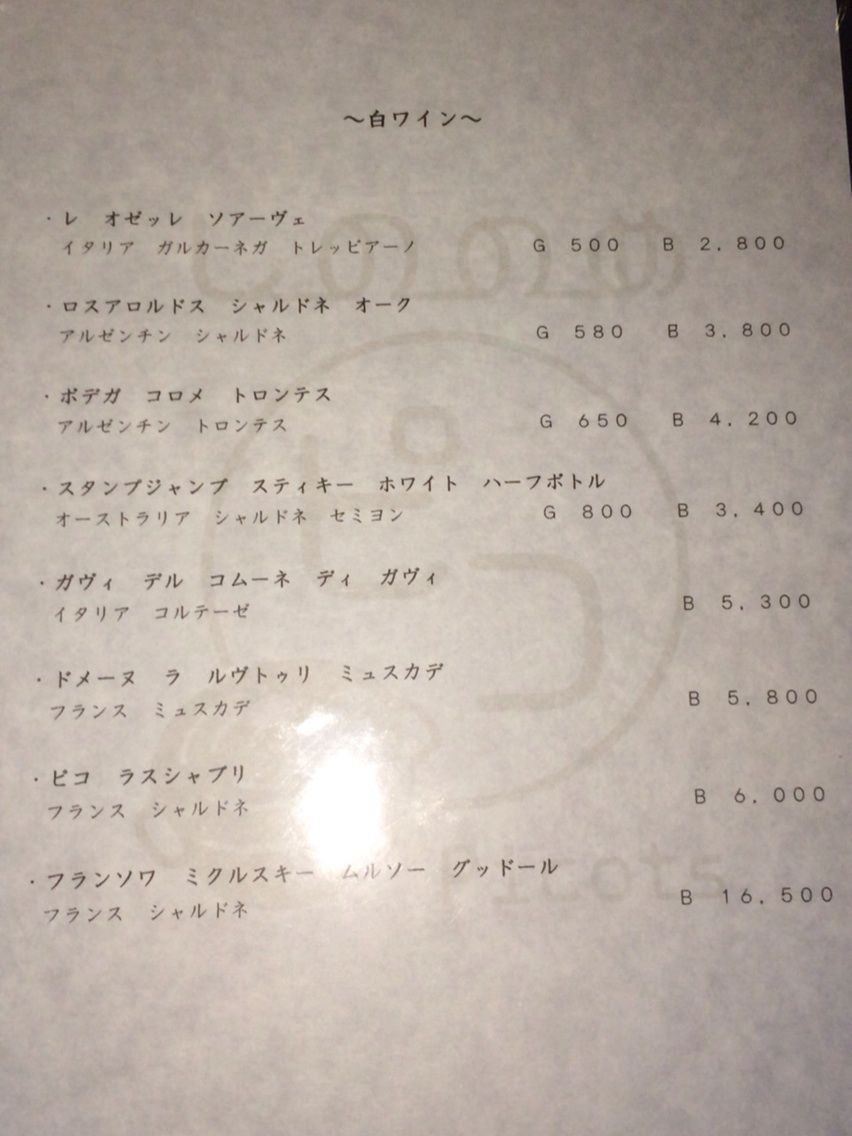 ～白ワイン～
・レ　オゼッレ　ソアーヴェ
イタリア　ガルカーネガ　トレッビアーノ　G　500　B　2,800
・ロスアロルドス　シャルドネ　オーク
アルゼンチン　シャルドネ　G　580　B　3,800
・ボデガ　コロメ　トロンテス
アルゼンチン　トロンテス　G　650　B　4,200
・スタンプジャンプ　スティキー　ホワイト　ハーフボトル
オーストラリア　シャルドネ　セミヨン　G　800　B　3,400
・ガヴィ　デル　コムーネ　ディ　ガヴィ
イタリア　コルテーゼ　B　5,300
・ドメーヌ　ラ　ルヴトゥリ　ミュスカデ
フランス　ミュスカデ　B　5,800
・ピコ　ラスシャブリ
フランス　シャルドネ　B　6,000
・フランソワ　ミクルスキー　ムルソー　グッドール
フランス　シャルドネ　B　16,500
Picots